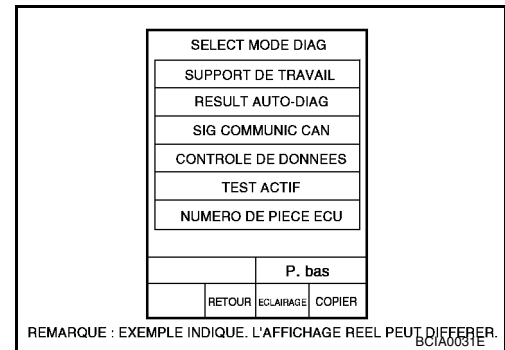 SELECT MODE DIAG
SUPPORT DE TRAVAIL
RESULT AUTO-DIAG
SIG COMMUNIC CAN
CONTROLE DE DONNEES
TEST ACTIF
NUMERO DE PIECE ECU
P. bas
RETOUR ECLAIRAGE COPIER
REMARQUE : EXEMPLE INDIQUE. L'AFFICHAGE REEL PEUT DIFFERER.
BCIA0031E